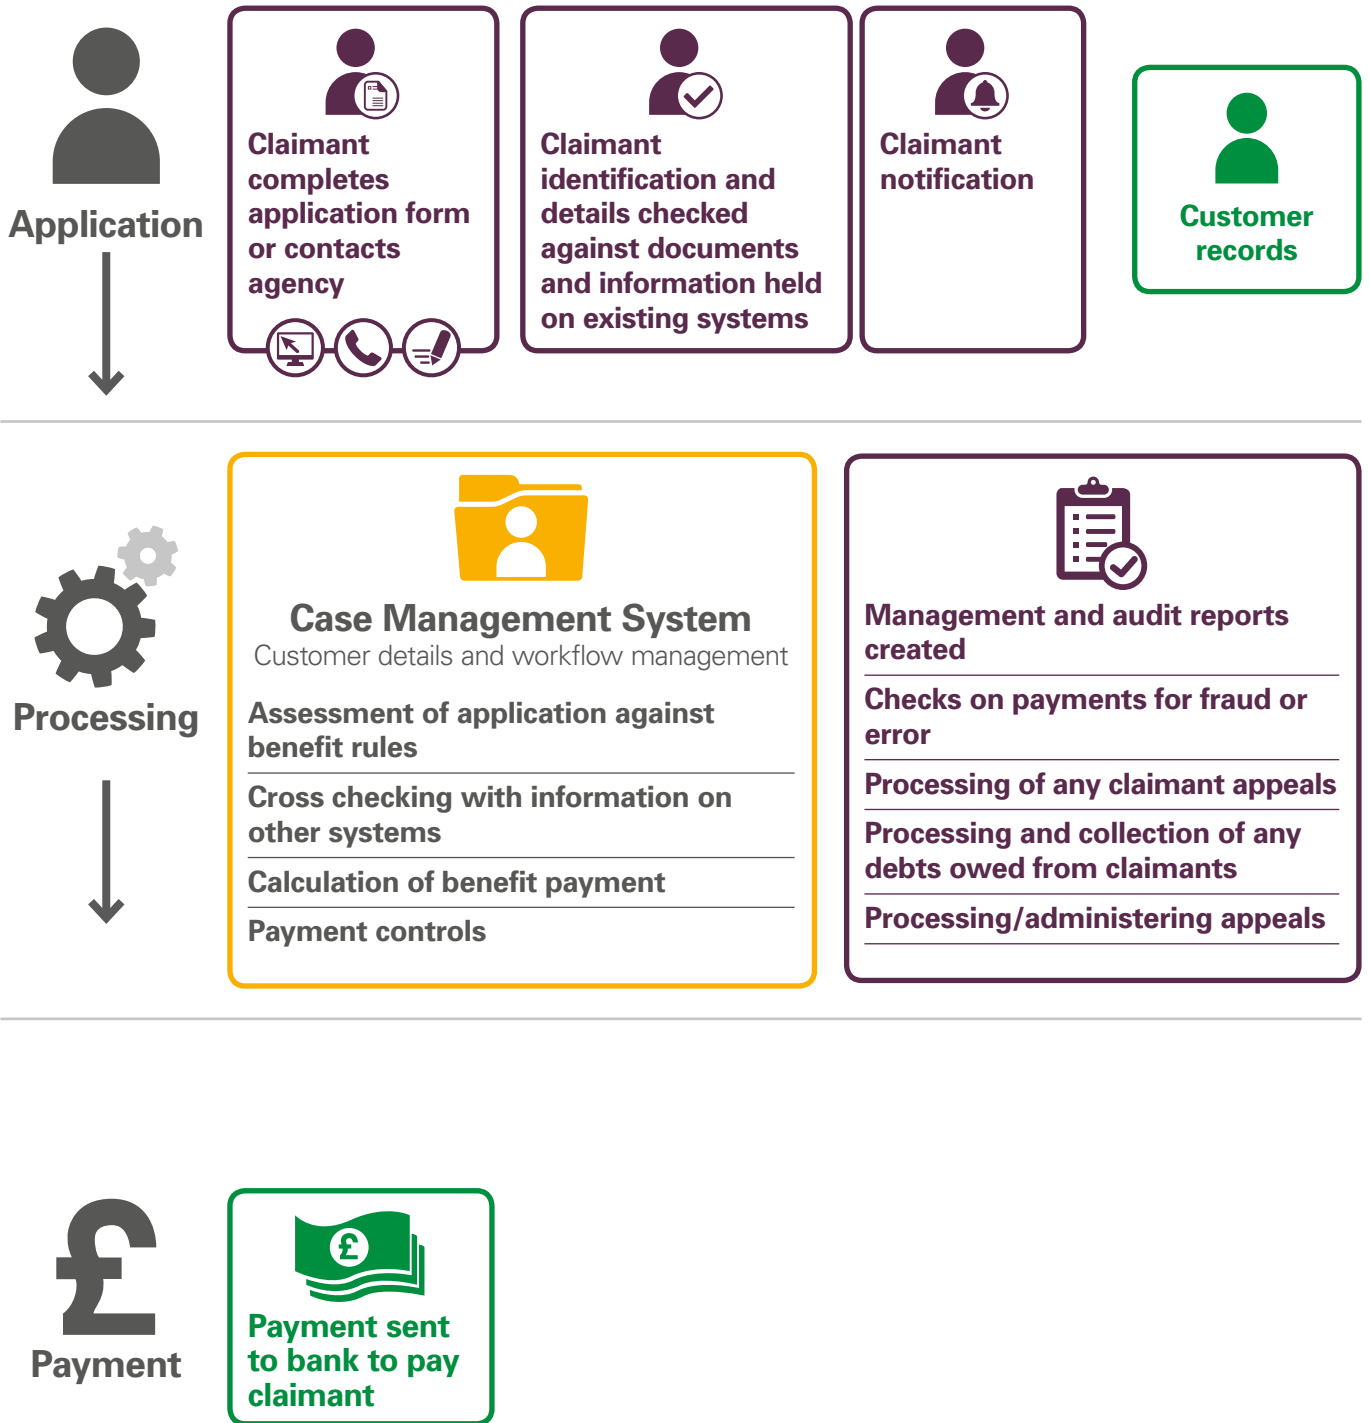 Application
Claimant
completes
application form
or contacts
agency
Claimant
identification and
details checked
against documents
and information held
on existing systems
Claimant
notification
Customer
records
Processing
Case Management System
Customer details and workflow management
Assessment of application against
benefit rules
Cross checking with information on
other systems
Calculation of benefit payment
Payment controls
Management and audit reports
created
Checks on payments for fraud or
error
Processing of any claimant appeals
Processing and collection of any
debts owed from claimants
Processing/administering appeals
£
Payment
£
Payment sent
to bank to pay
claimant